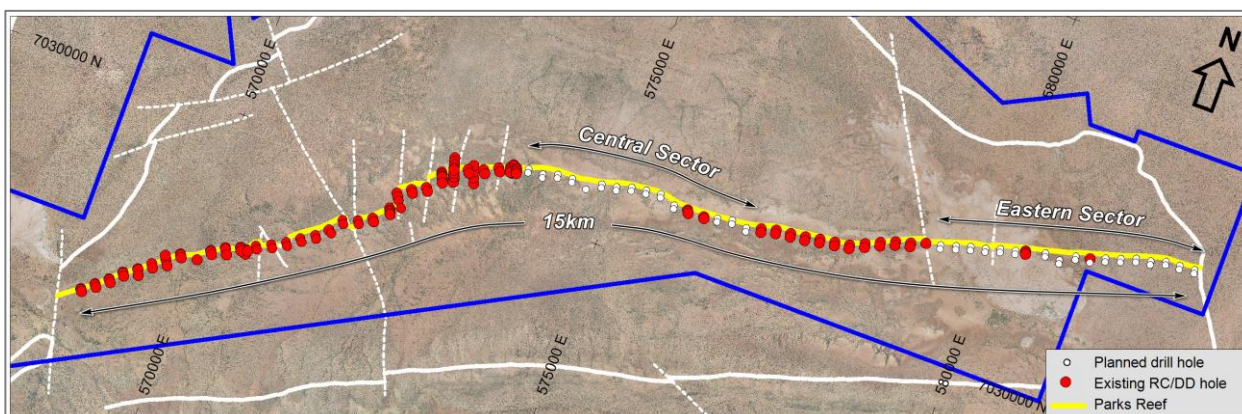 7030000 N
570000 E
575000 E
680000 E
N
Central Sector
15km
Eastern Sector
570000 E
575000 E
580000 E
7030000 N
Planned drill hole
Existing RC/DD hole
Parks Reef